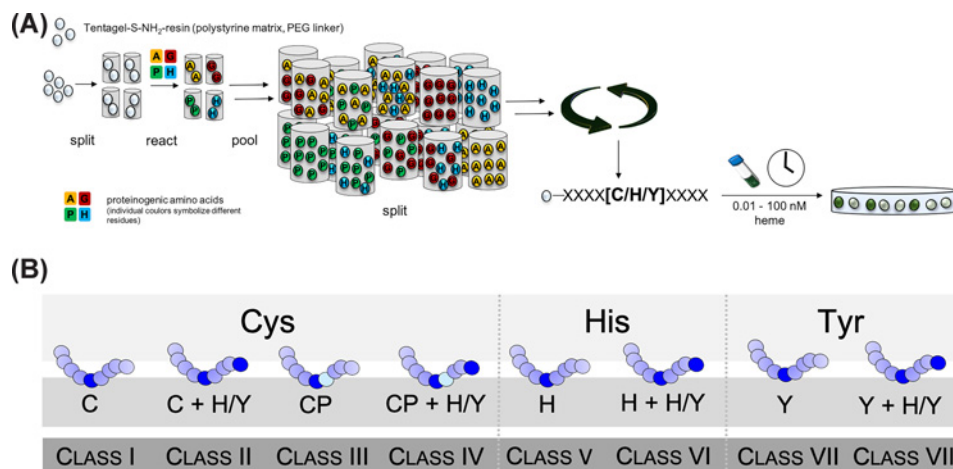 (A)
Tentagel-S-NH₂-resin (polystyrine matrix, PEG linker)
A G
P H
split
react
pool
split
A G
P H
proteinogenic amino acids
(individual coulors symbolize different
residues)
XXXX[C/H/Y]XXXX
0.01 - 100 nM
heme
(B)
Cys His Tyr
C C + H/Y CP CP + H/Y H H + H/Y Y Y + H/Y
CLASS I CLASS II CLASS III CLASS IV CLASS V CLASS VI CLASS VII CLASS VII